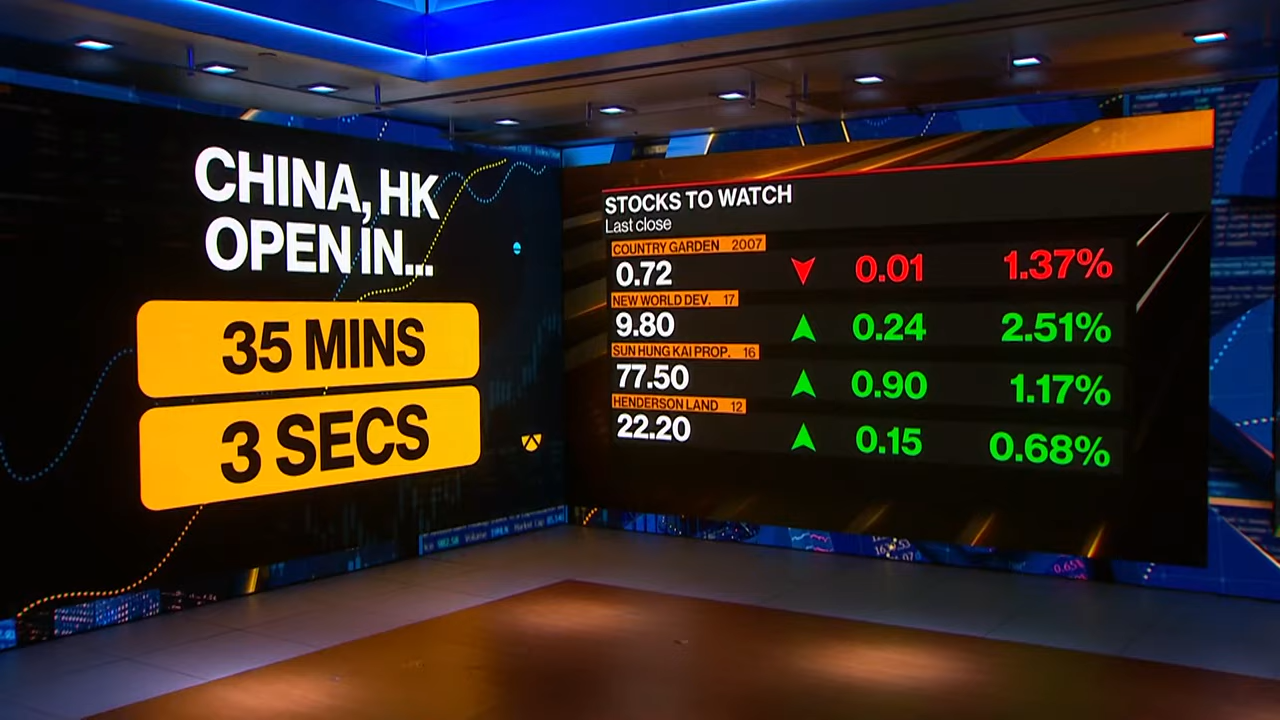 CHINA, HK
OPEN IN...
35 MINS
3 SECS
STOCKS TO WATCH
Last close
COUNTRY GARDEN 2007
0.72 0.01 1.37%
NEW WORLD DEV. 17
9.80 0.24 2.51%
SUN HUNG KAI PROP. 16
77.50 0.90 1.17%
HENDERSON LAND 12
22.20 0.15 0.68%